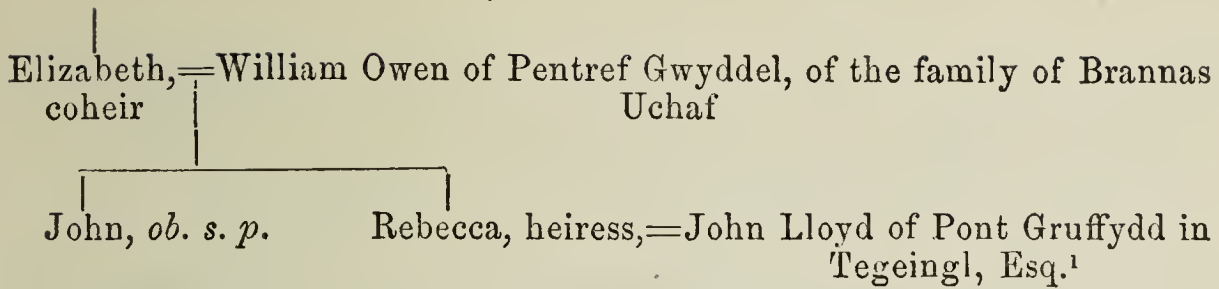 Elizabeth,=William Owen of Pentref Gwyddel, of the family of Brannas
coheir Uchaf
John, ob. s. p. Rebecca, heiress,=John Lloyd of Pont Gruffydd in
Tegeingl, Esq.¹